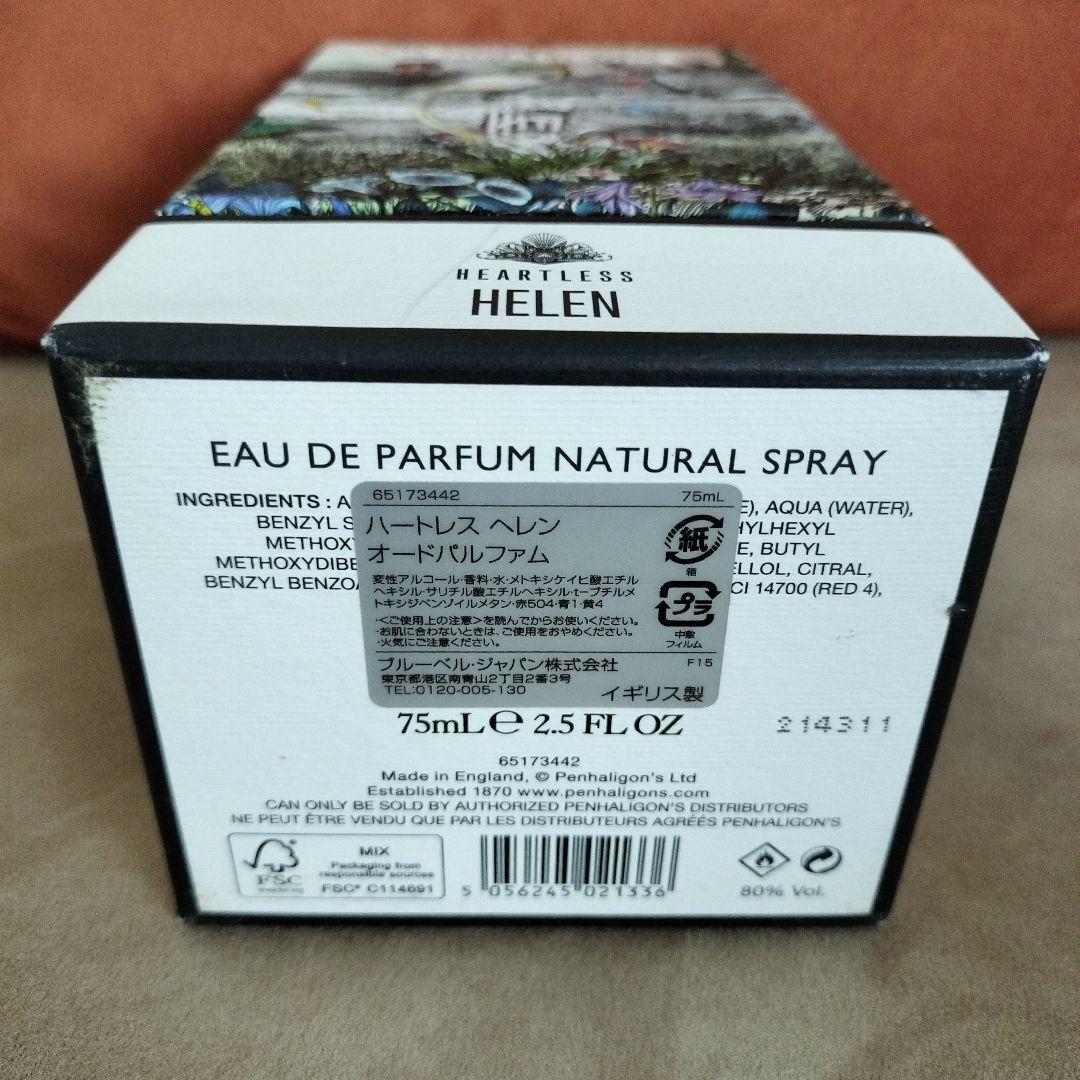 HEARTLESS
HELEN
EAU DE PARFUM NATURAL SPRAY
INGREDIENTS : A
), AQUA (WATER),
BENZYL S
HYLHEXYL
METHOXY
E, BUTYL
METHOXYDIBE
ELLOL, CITRAL,
BENZYL BENZOA
CI 14700 (RED 4),
65173442 75mL
ハートレス ヘレン
オードパルファム
変性アルコール・香料・水・メトキシケイヒ酸エチル
ヘキシル・サリチル酸エチルヘキシル・t-ブチルメ
トキシジベンゾイルメタン・赤504・青1・黄4
・<ご使用上の注意>を読んでからお使いください。
・お肌に合わないときは、ご使用をおやめください。
・火気にご注意ください。
紙
箱
プラ
中敷
フィルム
ブルーベル・ジャパン株式会社 F15
東京都港区南青山2丁目2番3号
TEL:0120-005-130 イギリス製
75mL℮ 2.5 FL OZ
214311
65173442
Made in England, © Penhaligon's Ltd
Established 1870 www.penhaligons.com
CAN ONLY BE SOLD BY AUTHORIZED PENHALIGON'S DISTRIBUTORS
NE PEUT ÊTRE VENDU QUE PAR LES DISTRIBUTEURS AGRÉÉS PENHALIGON'S
FSC
MIX
Packaging from
responsible sources
FSC® C114691
5 056245 021336
80% Vol.